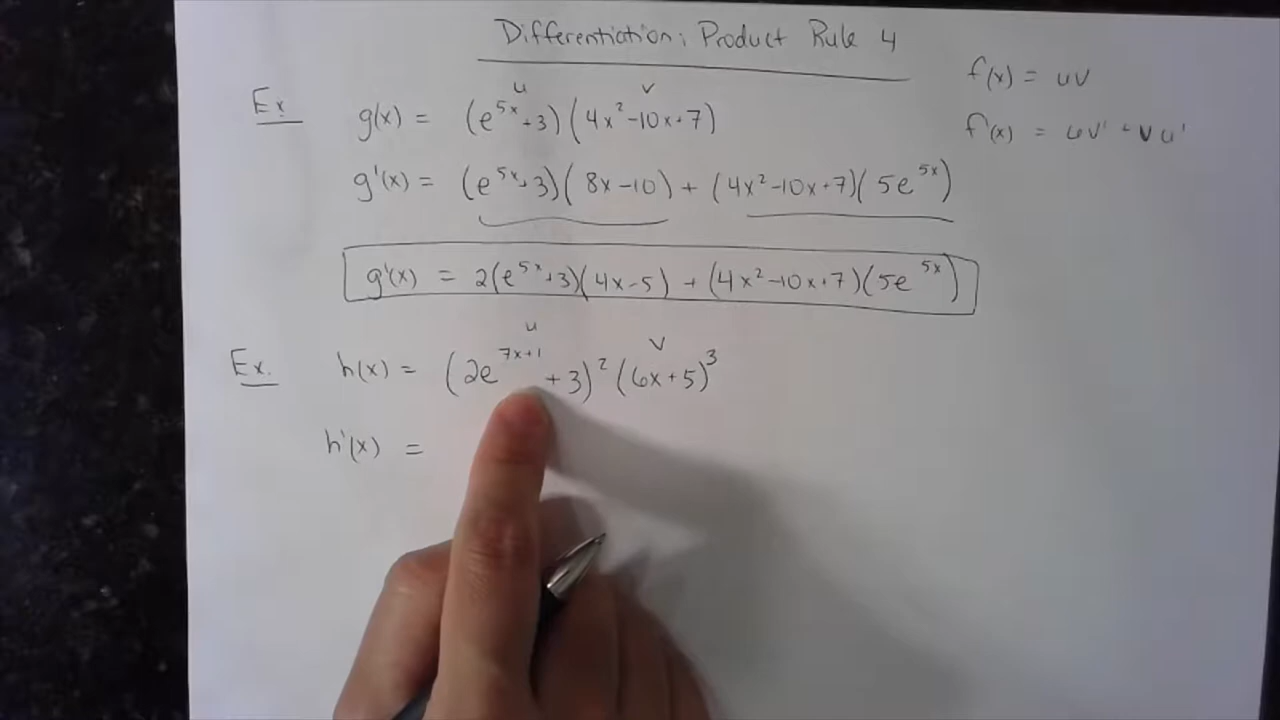 Differentiation: Product Rule 4
f(x) = uv
f'(x) = uv' + vu'
u v
Ex g(x) = (e^5x + 3)(4x² - 10x + 7)
g'(x) = (e^5x + 3)(8x - 10) + (4x² - 10x + 7)(5e^5x)
g'(x) = 2(e^5x + 3)(4x - 5) + (4x² - 10x + 7)(5e^5x)
u v
Ex. h(x) = (2e^7x+1 + 3)² (6x + 5)³
h'(x) =